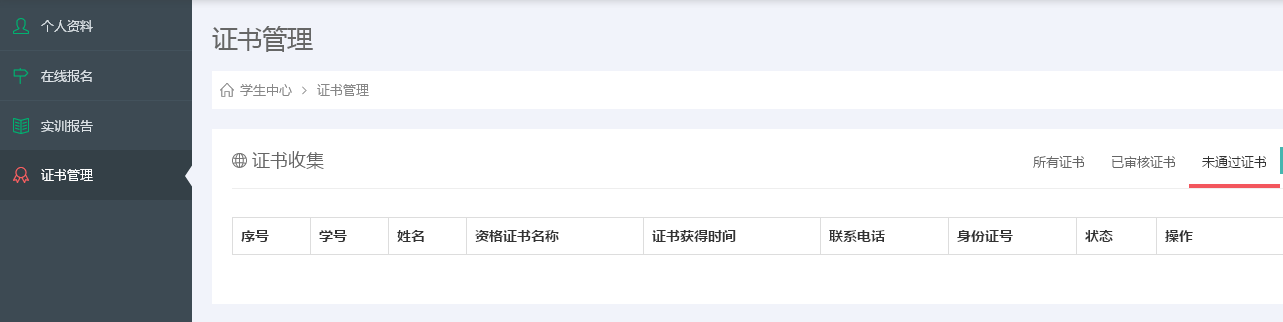 个人资料
在线报名
实训报告
证书管理
证书管理
学生中心 > 证书管理
证书收集
所有证书 已审核证书 未通过证书
序号 学号 姓名 资格证书名称 证书获得时间 联系电话 身份证号 状态 操作